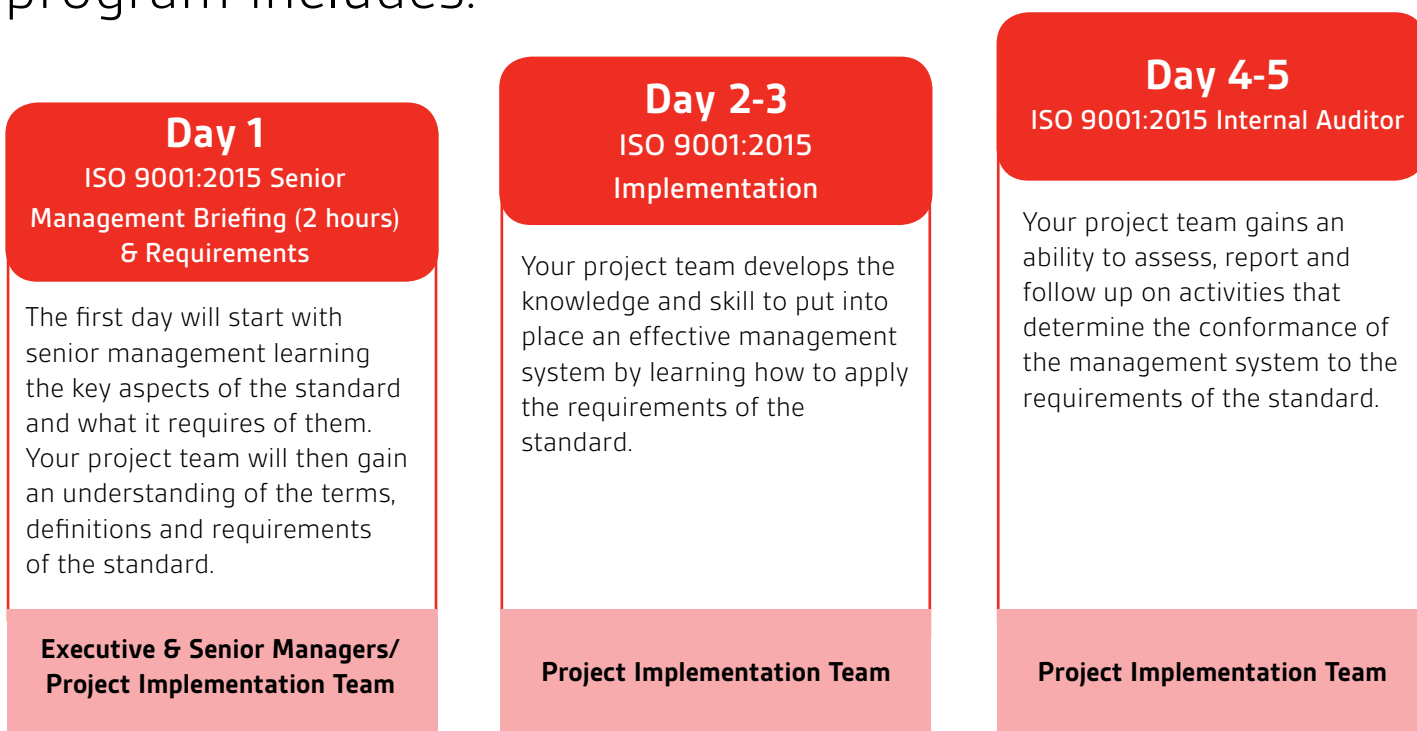 program includes:
Day 1
ISO 9001:2015 Senior
Management Briefing (2 hours)
& Requirements
The first day will start with
senior management learning
the key aspects of the standard
and what it requires of them.
Your project team will then gain
an understanding of the terms,
definitions and requirements
of the standard.
Executive & Senior Managers/
Project Implementation Team
Day 2-3
ISO 9001:2015
Implementation
Your project team develops the
knowledge and skill to put into
place an effective management
system by learning how to apply
the requirements of the
standard.
Project Implementation Team
Day 4-5
ISO 9001:2015 Internal Auditor
Your project team gains an
ability to assess, report and
follow up on activities that
determine the conformance of
the management system to the
requirements of the standard.
Project Implementation Team